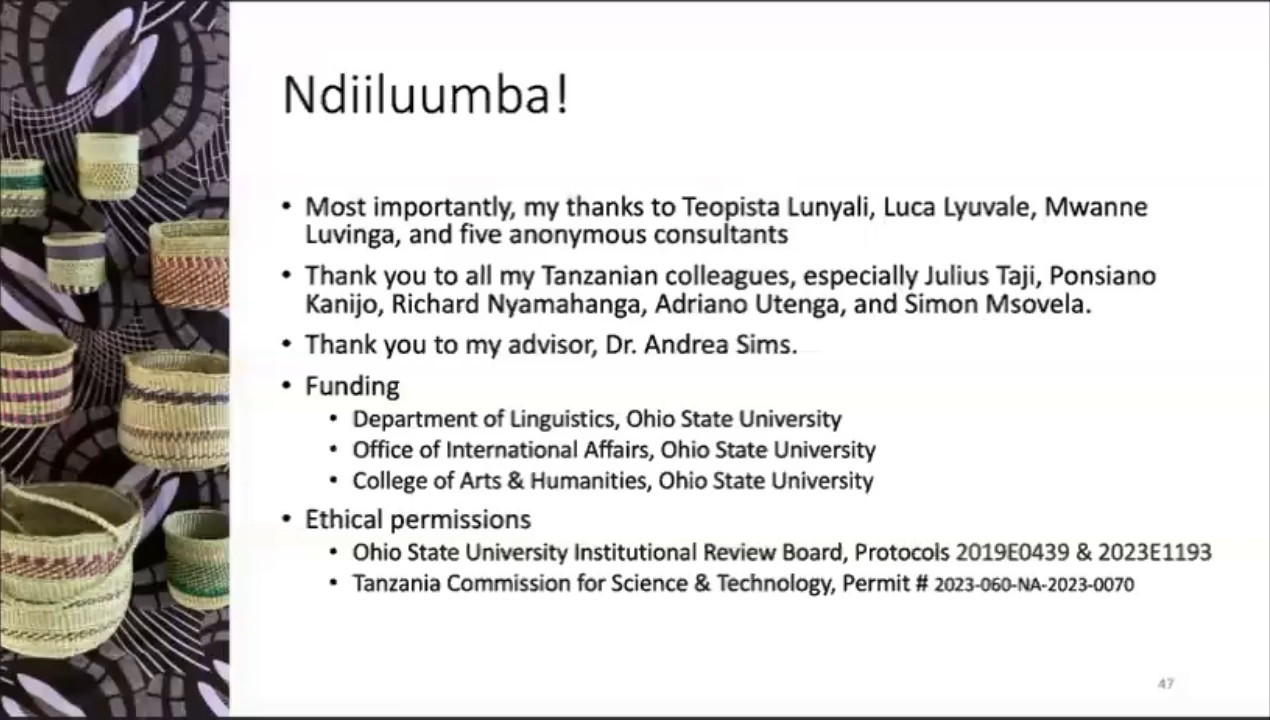 Ndiiluumba!
• Most importantly, my thanks to Teopista Lunyali, Luca Lyuvale, Mwanne
Luvinga, and five anonymous consultants
• Thank you to all my Tanzanian colleagues, especially Julius Taji, Ponsiano
Kanijo, Richard Nyamahanga, Adriano Utenga, and Simon Msovela.
• Thank you to my advisor, Dr. Andrea Sims.
• Funding
• Department of Linguistics, Ohio State University
• Office of International Affairs, Ohio State University
• College of Arts & Humanities, Ohio State University
• Ethical permissions
• Ohio State University Institutional Review Board, Protocols 2019E0439 & 2023E1193
• Tanzania Commission for Science & Technology, Permit # 2023-060-NA-2023-0070
47